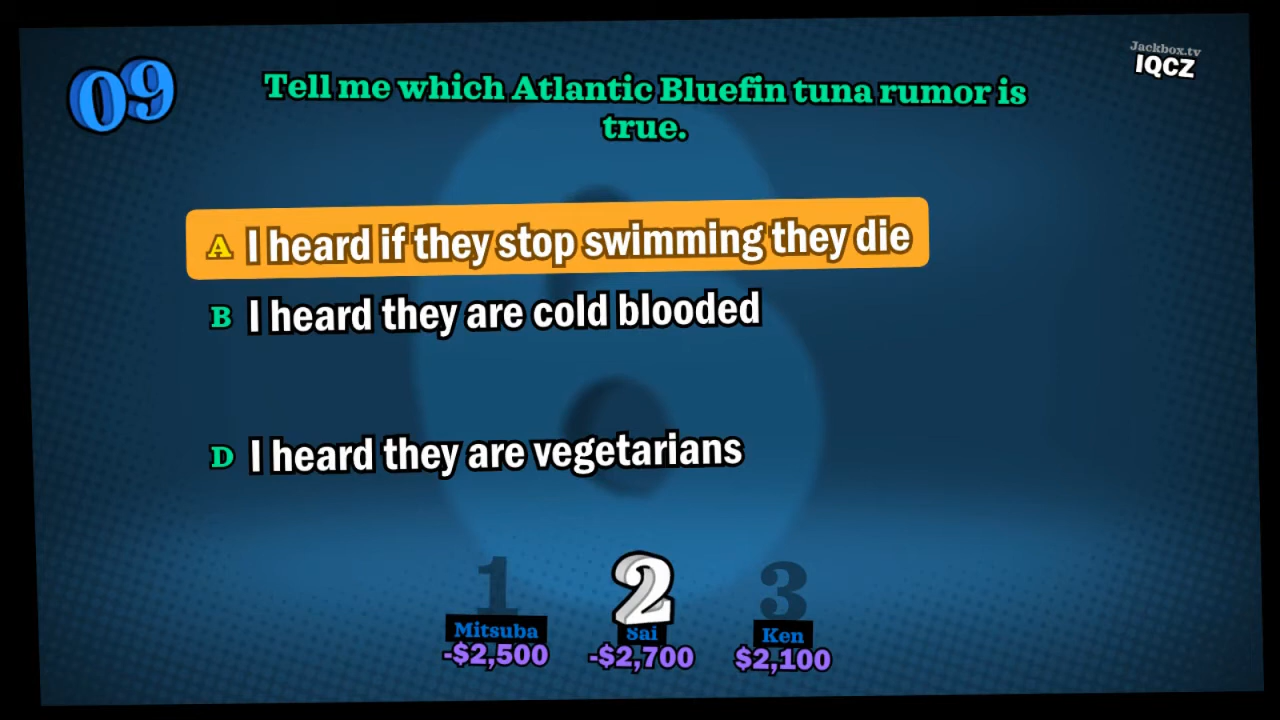 Jackbox.tv
IQCZ
09
Tell me which Atlantic Bluefin tuna rumor is
true.
A I heard if they stop swimming they die
B I heard they are cold blooded
D I heard they are vegetarians
1 2 3
Mitsuba Sai Ken
-$2,500 -$2,700 $2,100